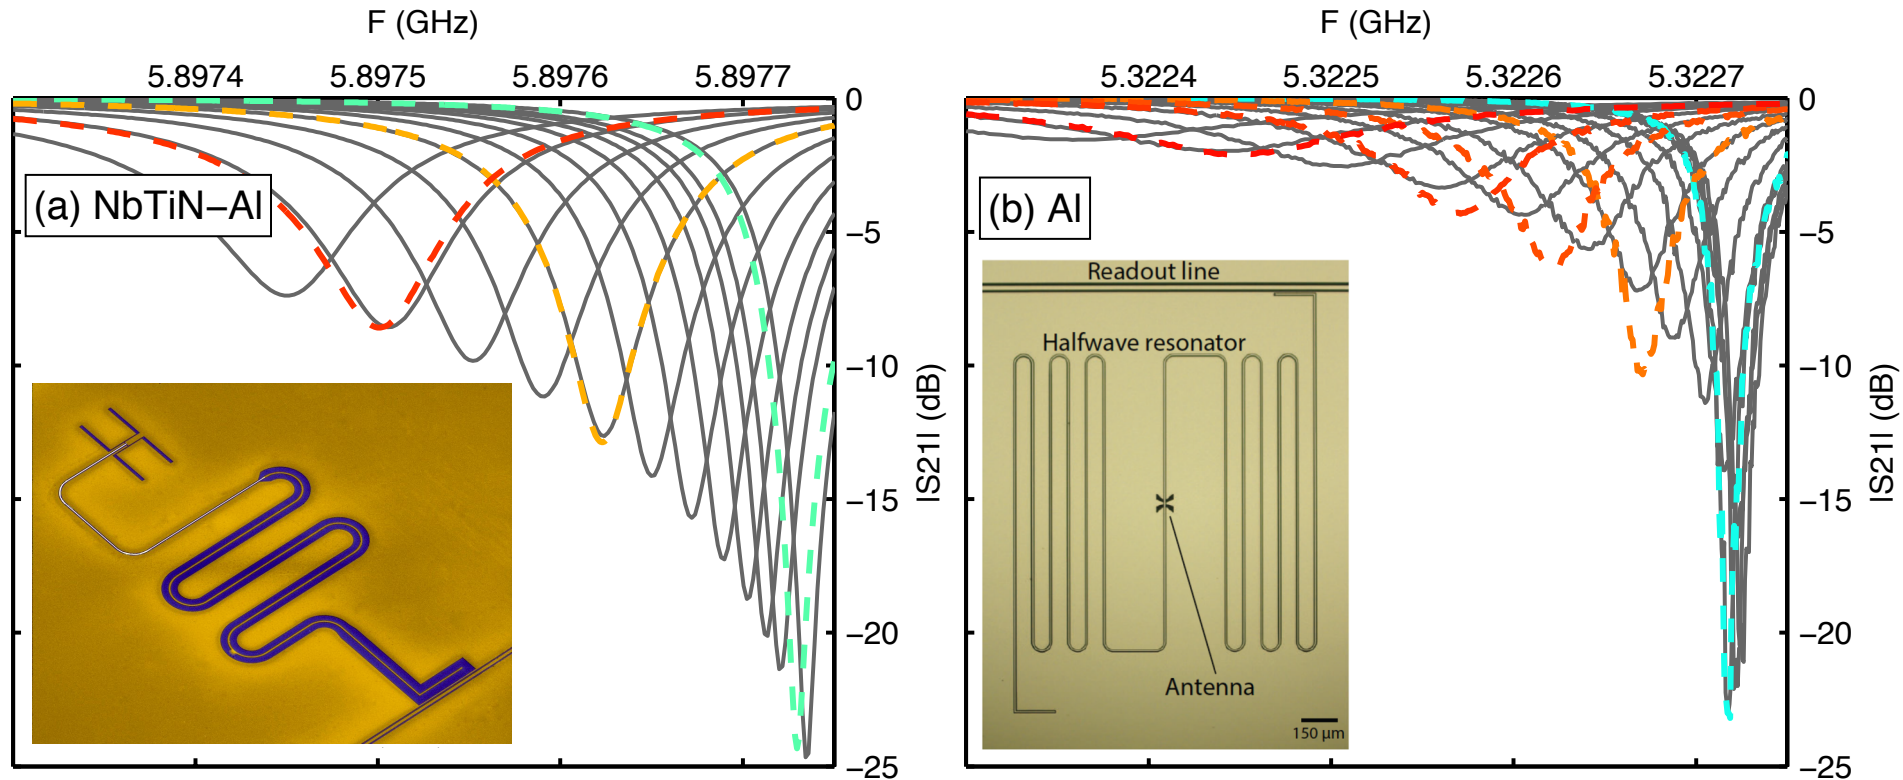 F (GHz)
5.8974 5.8975 5.8976 5.8977
0
−5
−10
−15
−20
−25
|S21| (dB)
(a) NbTiN−Al
F (GHz)
5.3224 5.3225 5.3226 5.3227
0
−5
−10
−15
−20
−25
|S21| (dB)
(b) Al
Readout line
Halfwave resonator
Antenna
150 µm